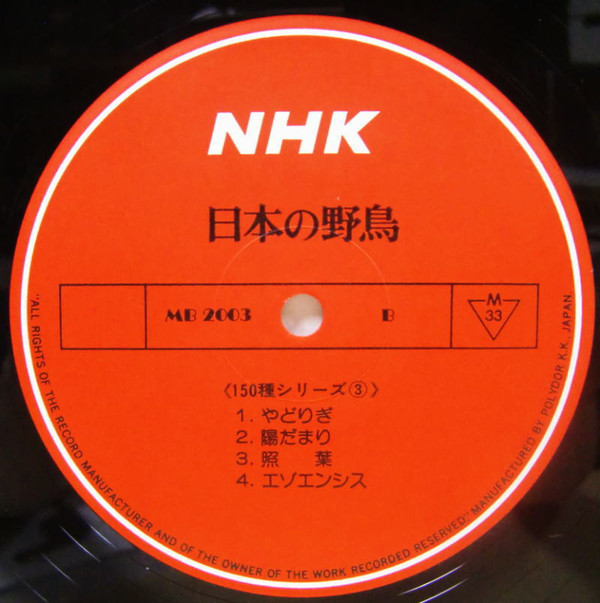 NHK
日本の野鳥
MB 2003
B
M
33
〈150種シリーズ③〉
1. やどりぎ
2. 陽だまり
3. 照　葉
4. エゾエンシス
"ALL RIGHTS OF THE RECORD MANUFACTURER AND OF THE OWNER OF THE WORK RECORDED RESERVED." MANUFACTURED BY POLYDOR K.K., JAPAN